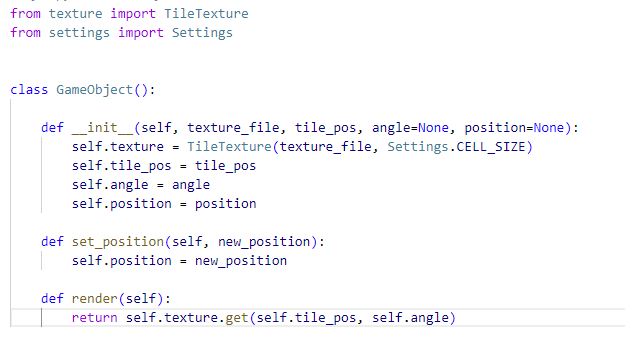 from texture import TileTexture
from settings import Settings
class GameObject():
def __init__(self, texture_file, tile_pos, angle=None, position=None):
self.texture = TileTexture(texture_file, Settings.CELL_SIZE)
self.tile_pos = tile_pos
self.angle = angle
self.position = position
def set_position(self, new_position):
self.position = new_position
def render(self):
return self.texture.get(self.tile_pos, self.angle)